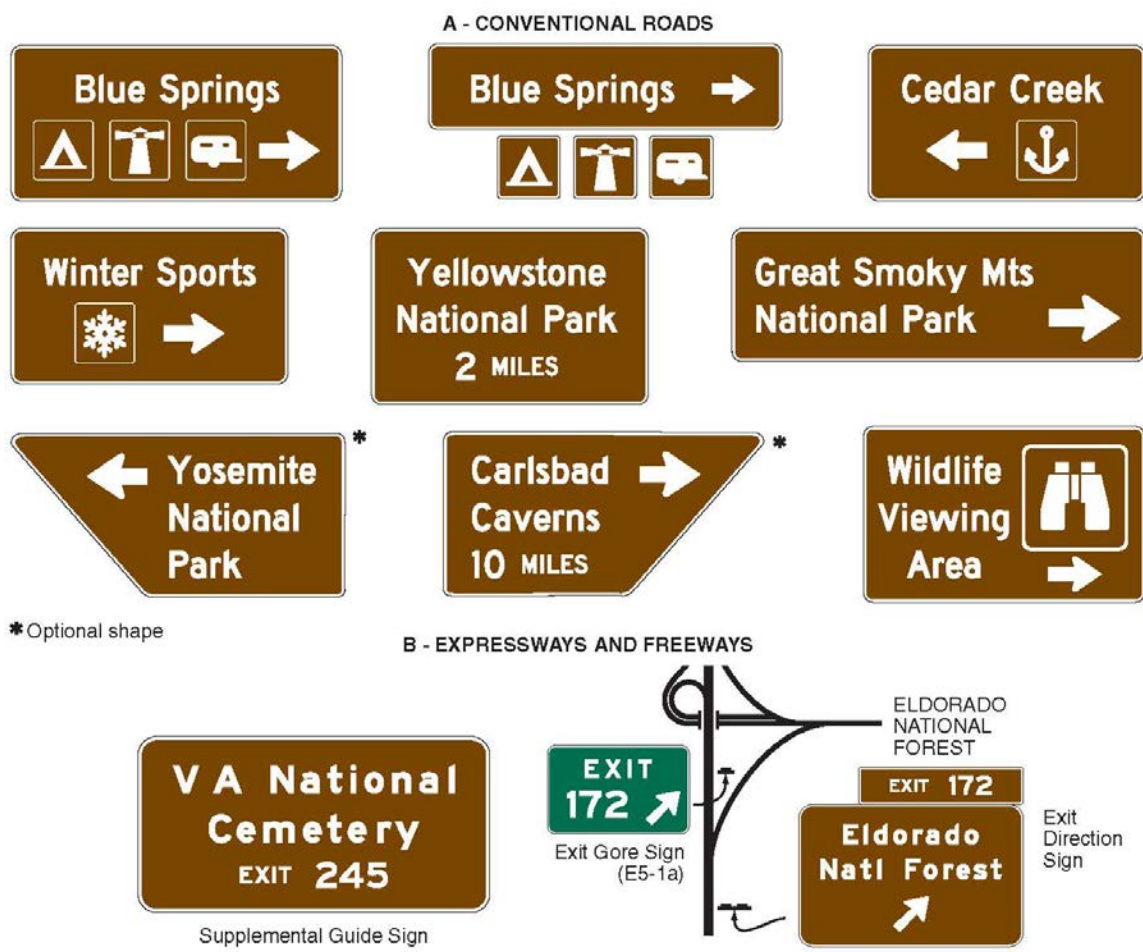 A - CONVENTIONAL ROADS
Blue Springs
Blue Springs
Cedar Creek
Winter Sports
Yellowstone
National Park
2 MILES
Great Smoky Mts
National Park
*
Yosemite
National
Park
*
Carlsbad
Caverns
10 MILES
Wildlife
Viewing
Area
* Optional shape
B - EXPRESSWAYS AND FREEWAYS
V A National
Cemetery
EXIT 245
Supplemental Guide Sign
EXIT
172
Exit Gore Sign
(E5-1a)
ELDORADO
NATIONAL
FOREST
EXIT 172
Eldorado
Natl Forest
Exit
Direction
Sign